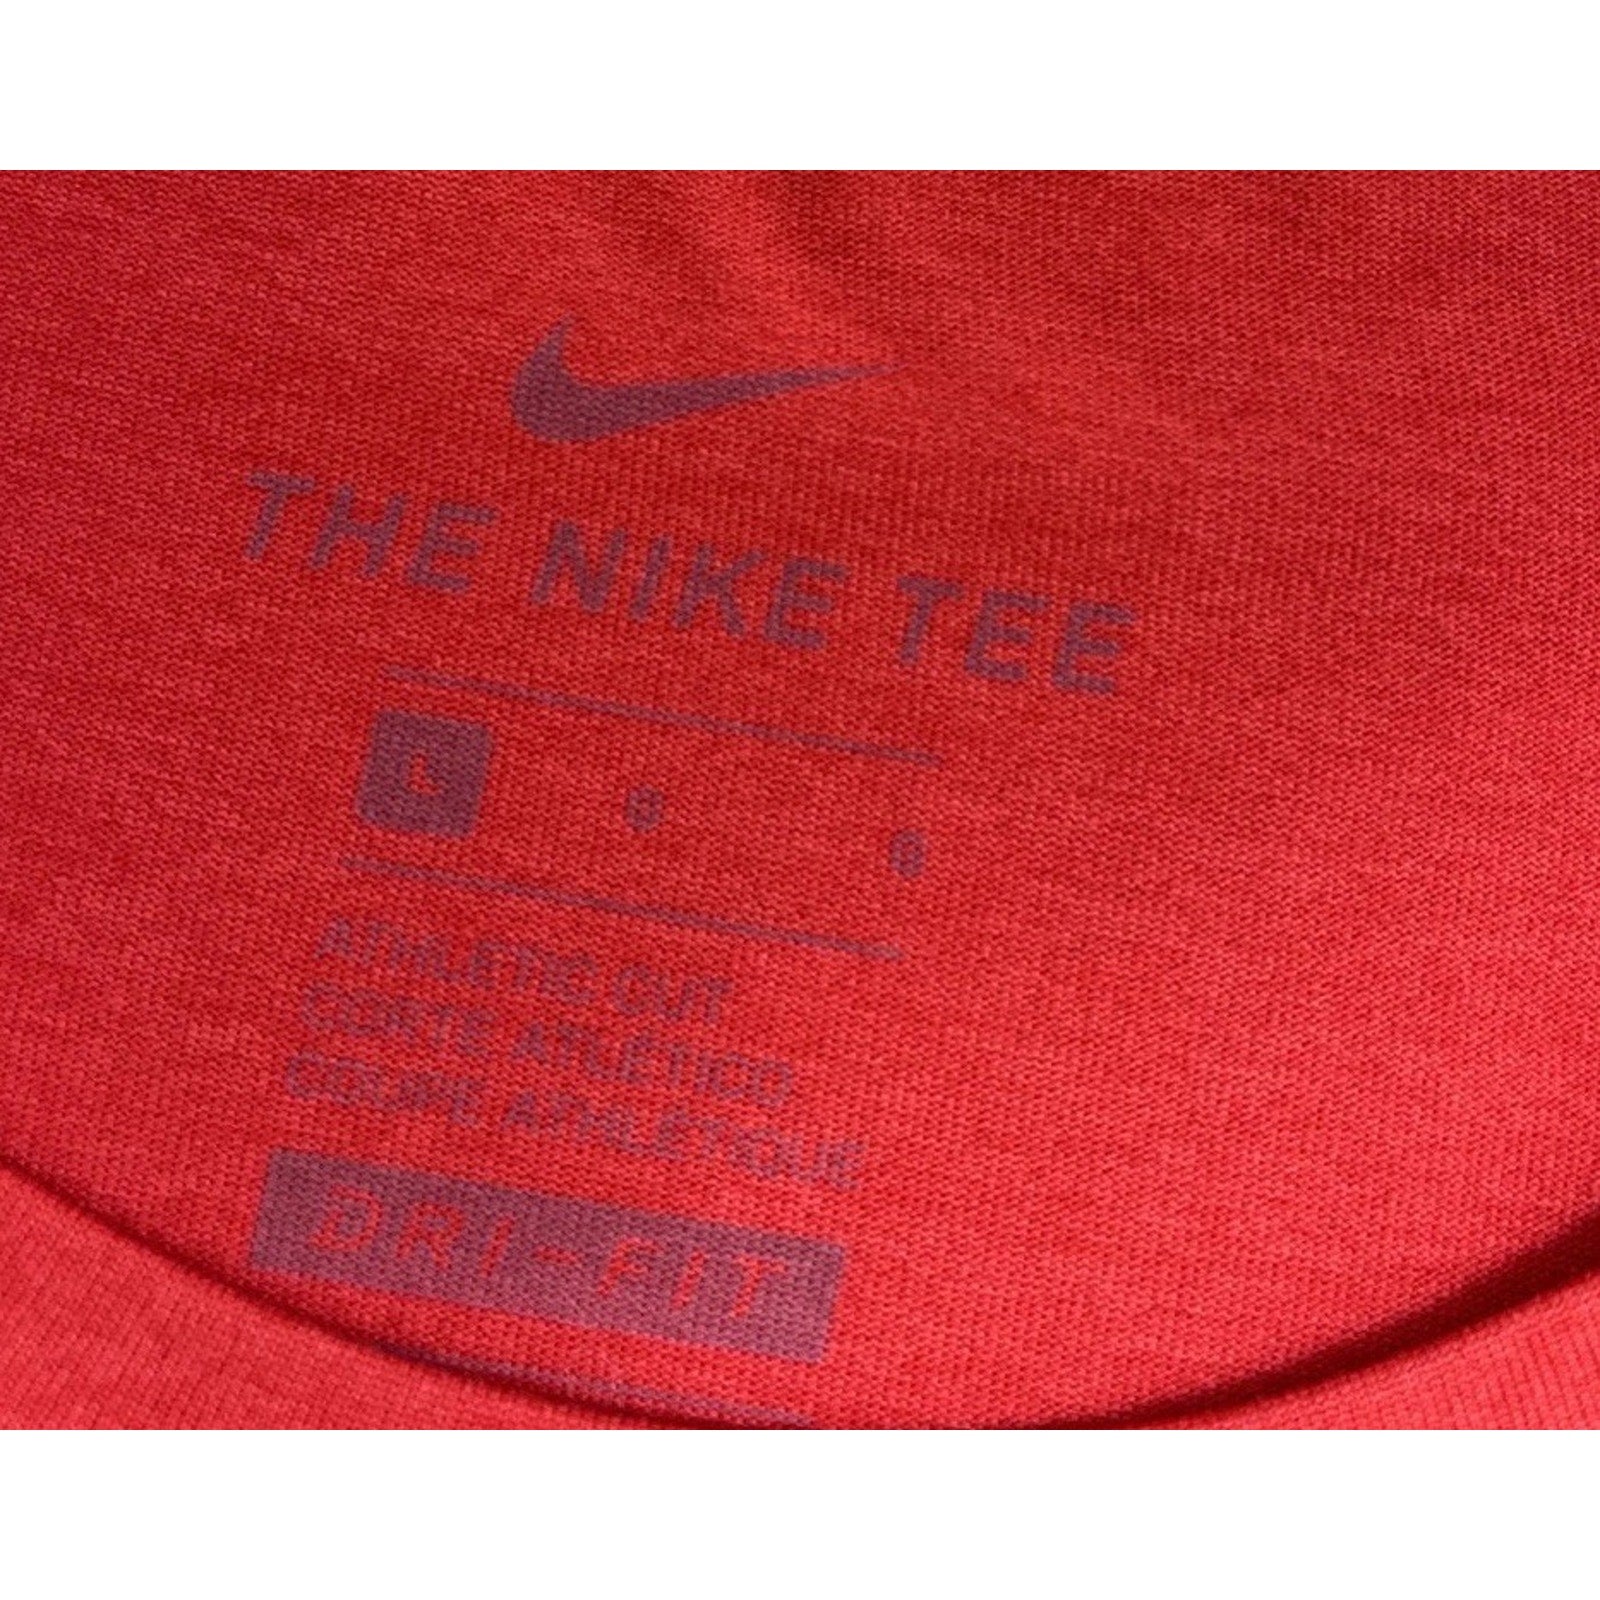 THE NIKE TEE
L G G
ATHLETIC CUT
CORTE ATLÉTICO
COUPE ATHLÉTIQUE
DRI-FIT